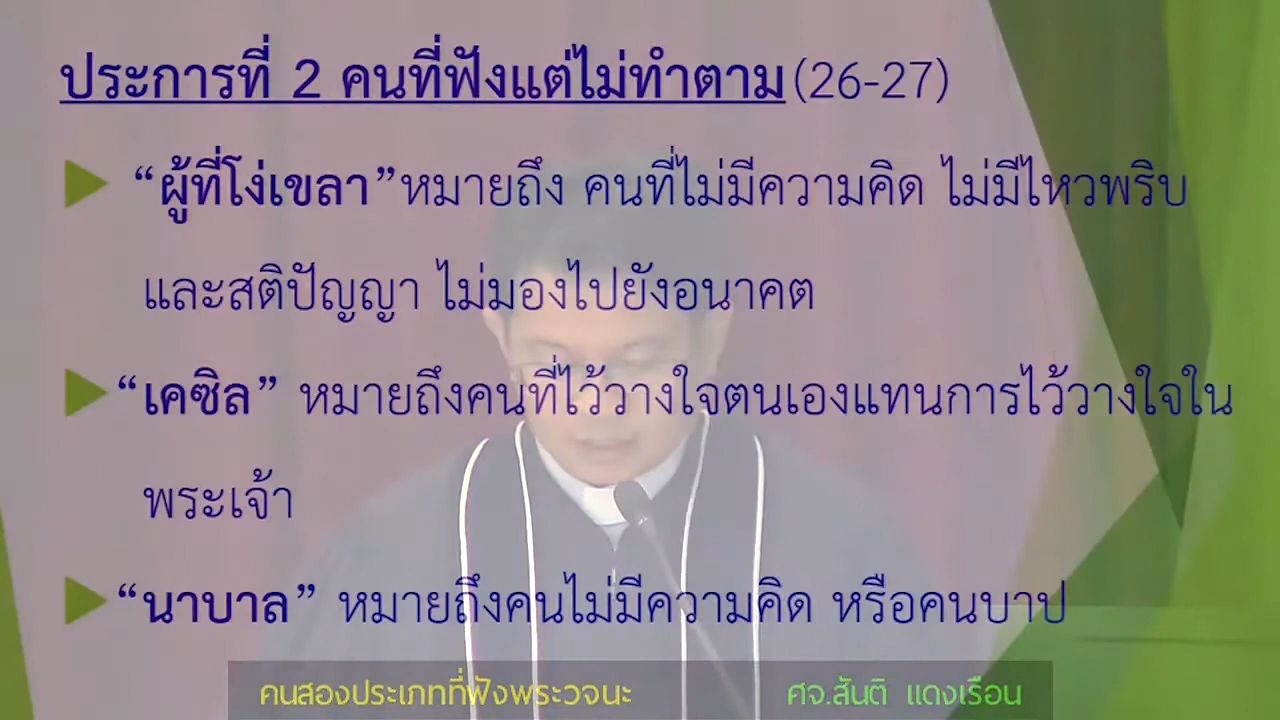 ประการที่ 2 คนที่ฟังแต่ไม่ทำตาม(26-27)
“ผู้ที่โง่เขลา”หมายถึง คนที่ไม่มีความคิด ไม่มีไหวพริบ
และสติปัญญา ไม่มองไปยังอนาคต
“เคซิล” หมายถึงคนที่ไว้วางใจตนเองแทนการไว้วางใจใน
พระเจ้า
“นาบาล” หมายถึงคนไม่มีความคิด หรือคนบาป
คนสองประเภทที่ฟังพระวจนะ ศจ.สันติ แดงเรือน